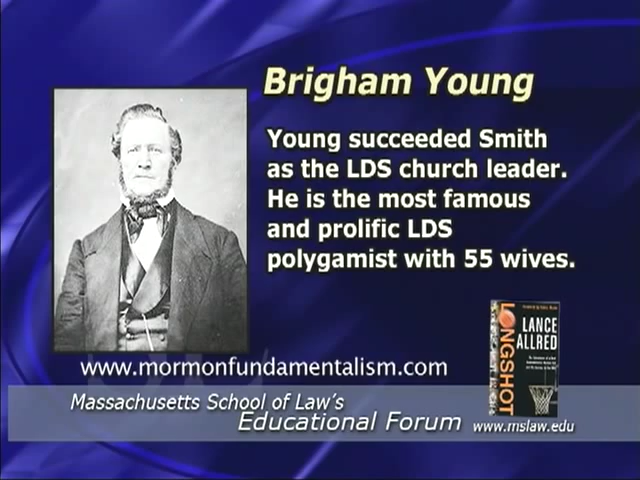 Brigham Young
Young succeeded Smith
as the LDS church leader.
He is the most famous
and prolific LDS
polygamist with 55 wives.
www.mormonfundamentalism.com
LONGSHOT
LANCE
ALLRED
Massachusetts School of Law's
Educational Forum
www.mslaw.edu